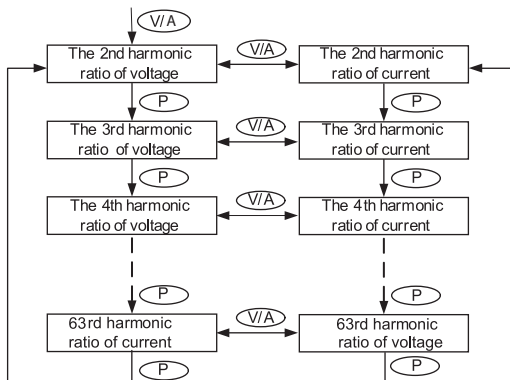 V/A
The 2nd harmonic
ratio of voltage
V/A
The 2nd harmonic
ratio of current
P
P
The 3rd harmonic
ratio of voltage
V/A
The 3rd harmonic
ratio of current
P
P
The 4th harmonic
ratio of voltage
V/A
The 4th harmonic
ratio of current
P
P
63rd harmonic
ratio of current
V/A
63rd harmonic
ratio of voltage
P
P